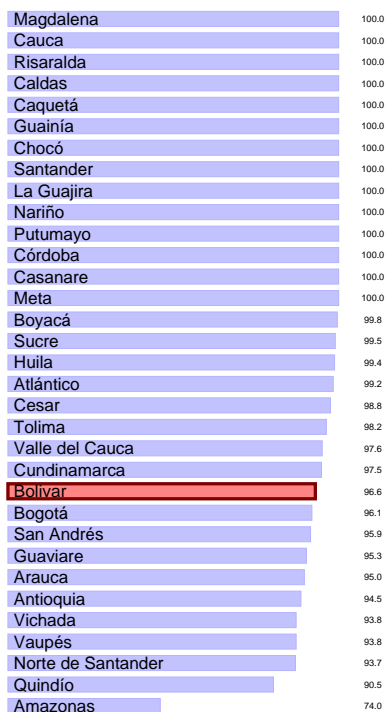 Magdalena 100.0
Cauca 100.0
Risaralda 100.0
Caldas 100.0
Caquetá 100.0
Guainía 100.0
Chocó 100.0
Santander 100.0
La Guajira 100.0
Nariño 100.0
Putumayo 100.0
Córdoba 100.0
Casanare 100.0
Meta 100.0
Boyacá 99.8
Sucre 99.5
Huila 99.4
Atlántico 99.2
Cesar 98.8
Tolima 98.2
Valle del Cauca 97.6
Cundinamarca 97.5
Bolivar 96.6
Bogotá 96.1
San Andrés 95.9
Guaviare 95.3
Arauca 95.0
Antioquia 94.5
Vichada 93.8
Vaupés 93.8
Norte de Santander 93.7
Quindío 90.5
Amazonas 74.0